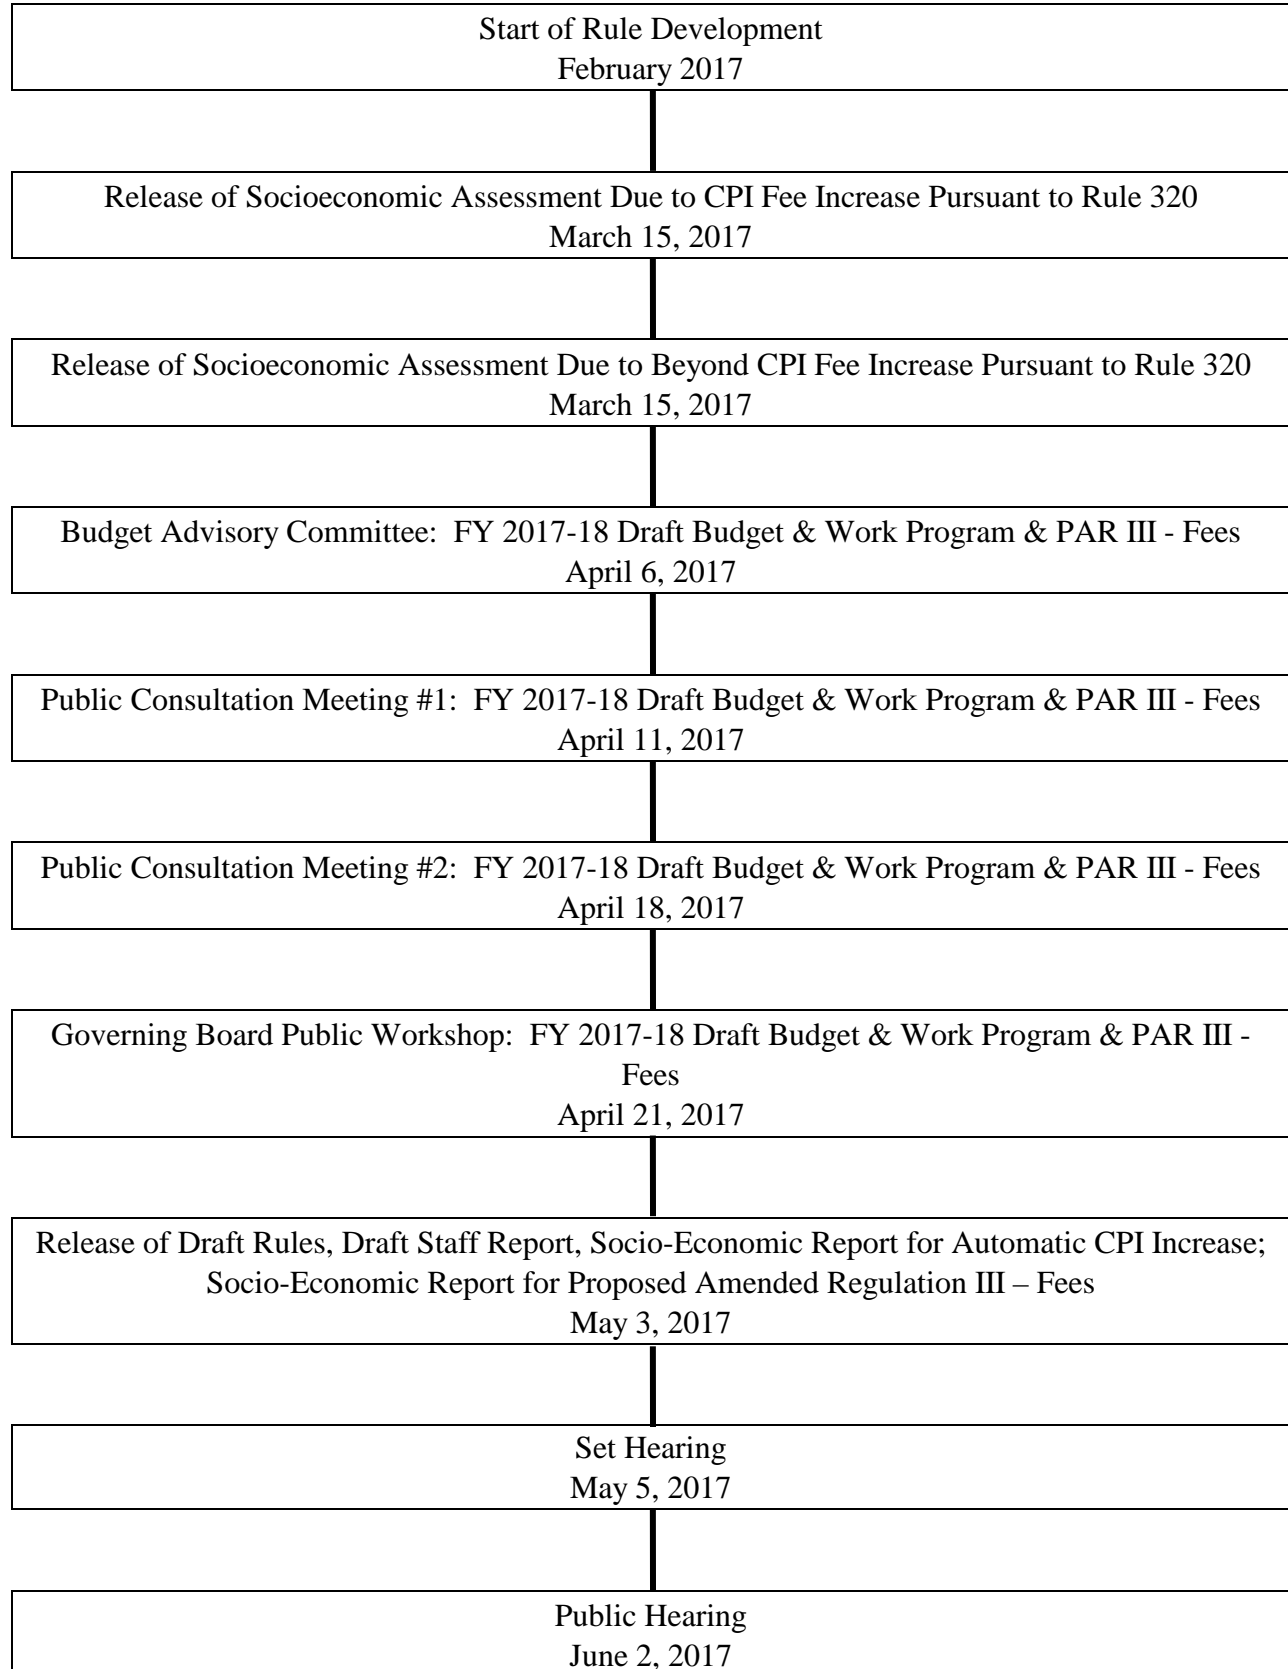 Start of Rule Development
February 2017
Release of Socioeconomic Assessment Due to CPI Fee Increase Pursuant to Rule 320
March 15, 2017
Release of Socioeconomic Assessment Due to Beyond CPI Fee Increase Pursuant to Rule 320
March 15, 2017
Budget Advisory Committee:  FY 2017-18 Draft Budget & Work Program & PAR III - Fees
April 6, 2017
Public Consultation Meeting #1:  FY 2017-18 Draft Budget & Work Program & PAR III - Fees
April 11, 2017
Public Consultation Meeting #2:  FY 2017-18 Draft Budget & Work Program & PAR III - Fees
April 18, 2017
Governing Board Public Workshop:  FY 2017-18 Draft Budget & Work Program & PAR III -
Fees
April 21, 2017
Release of Draft Rules, Draft Staff Report, Socio-Economic Report for Automatic CPI Increase;
Socio-Economic Report for Proposed Amended Regulation III – Fees
May 3, 2017
Set Hearing
May 5, 2017
Public Hearing
June 2, 2017